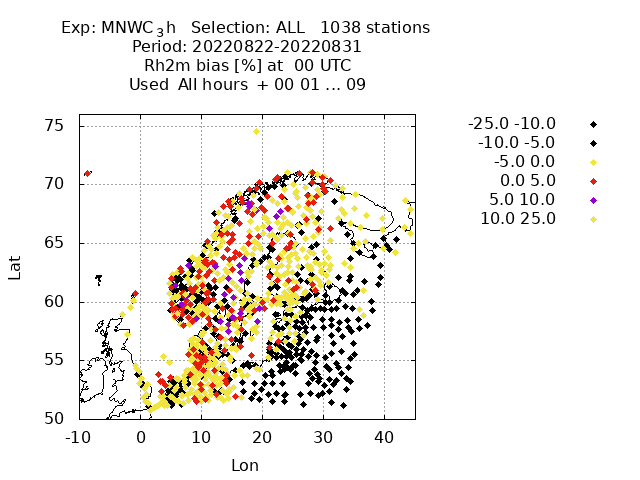 Exp: MNWC_3h   Selection: ALL   1038 stations
Period: 20220822-20220831
Rh2m bias [%] at  00 UTC
Used  All hours  + 00 01 ... 09
-25.0 -10.0
-10.0 -5.0
-5.0 0.0
0.0 5.0
5.0 10.0
10.0 25.0
75
70
65
60
55
50
Lat
-10 0 10 20 30 40
Lon